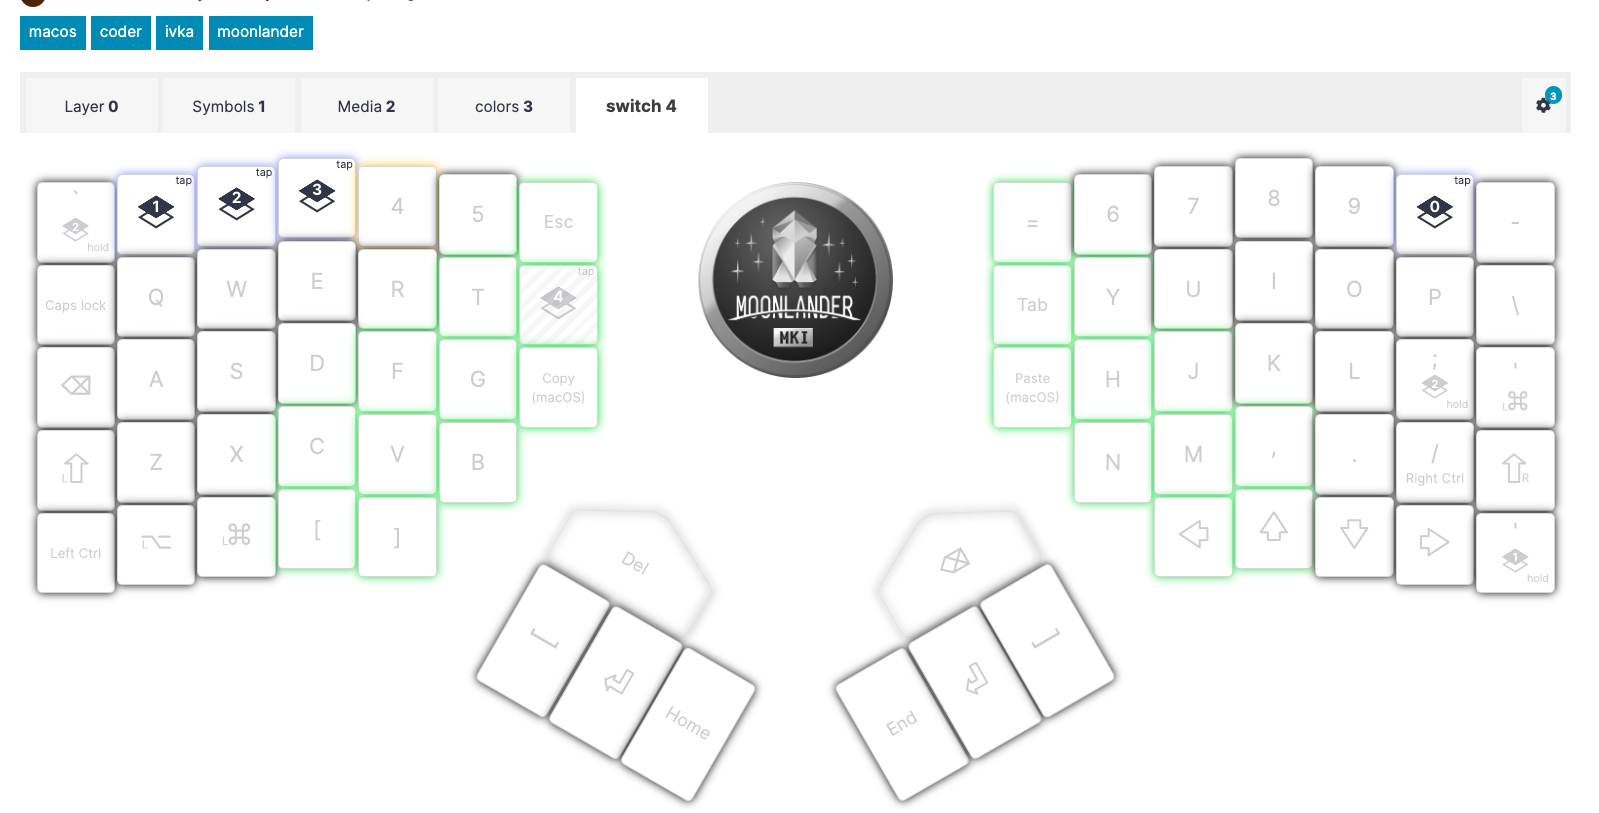 macos coder ivka moonlander
Layer 0 Symbols 1 Media 2 colors 3 switch 4 3
` 2 hold 1 tap 2 tap 3 tap 4 5 Esc
= 6 7 8 9 0 tap -
Caps lock Q W E R T 4 tap
Tab Y U I O P \
A S D F G Copy (macOS)
Paste (macOS) H J K L ; 2 hold ' L
L Z X C V B
N M , . / Right Ctrl R
Left Ctrl L L [ ]
' 1 hold
MOONLANDER
MKI
Del
Home
End